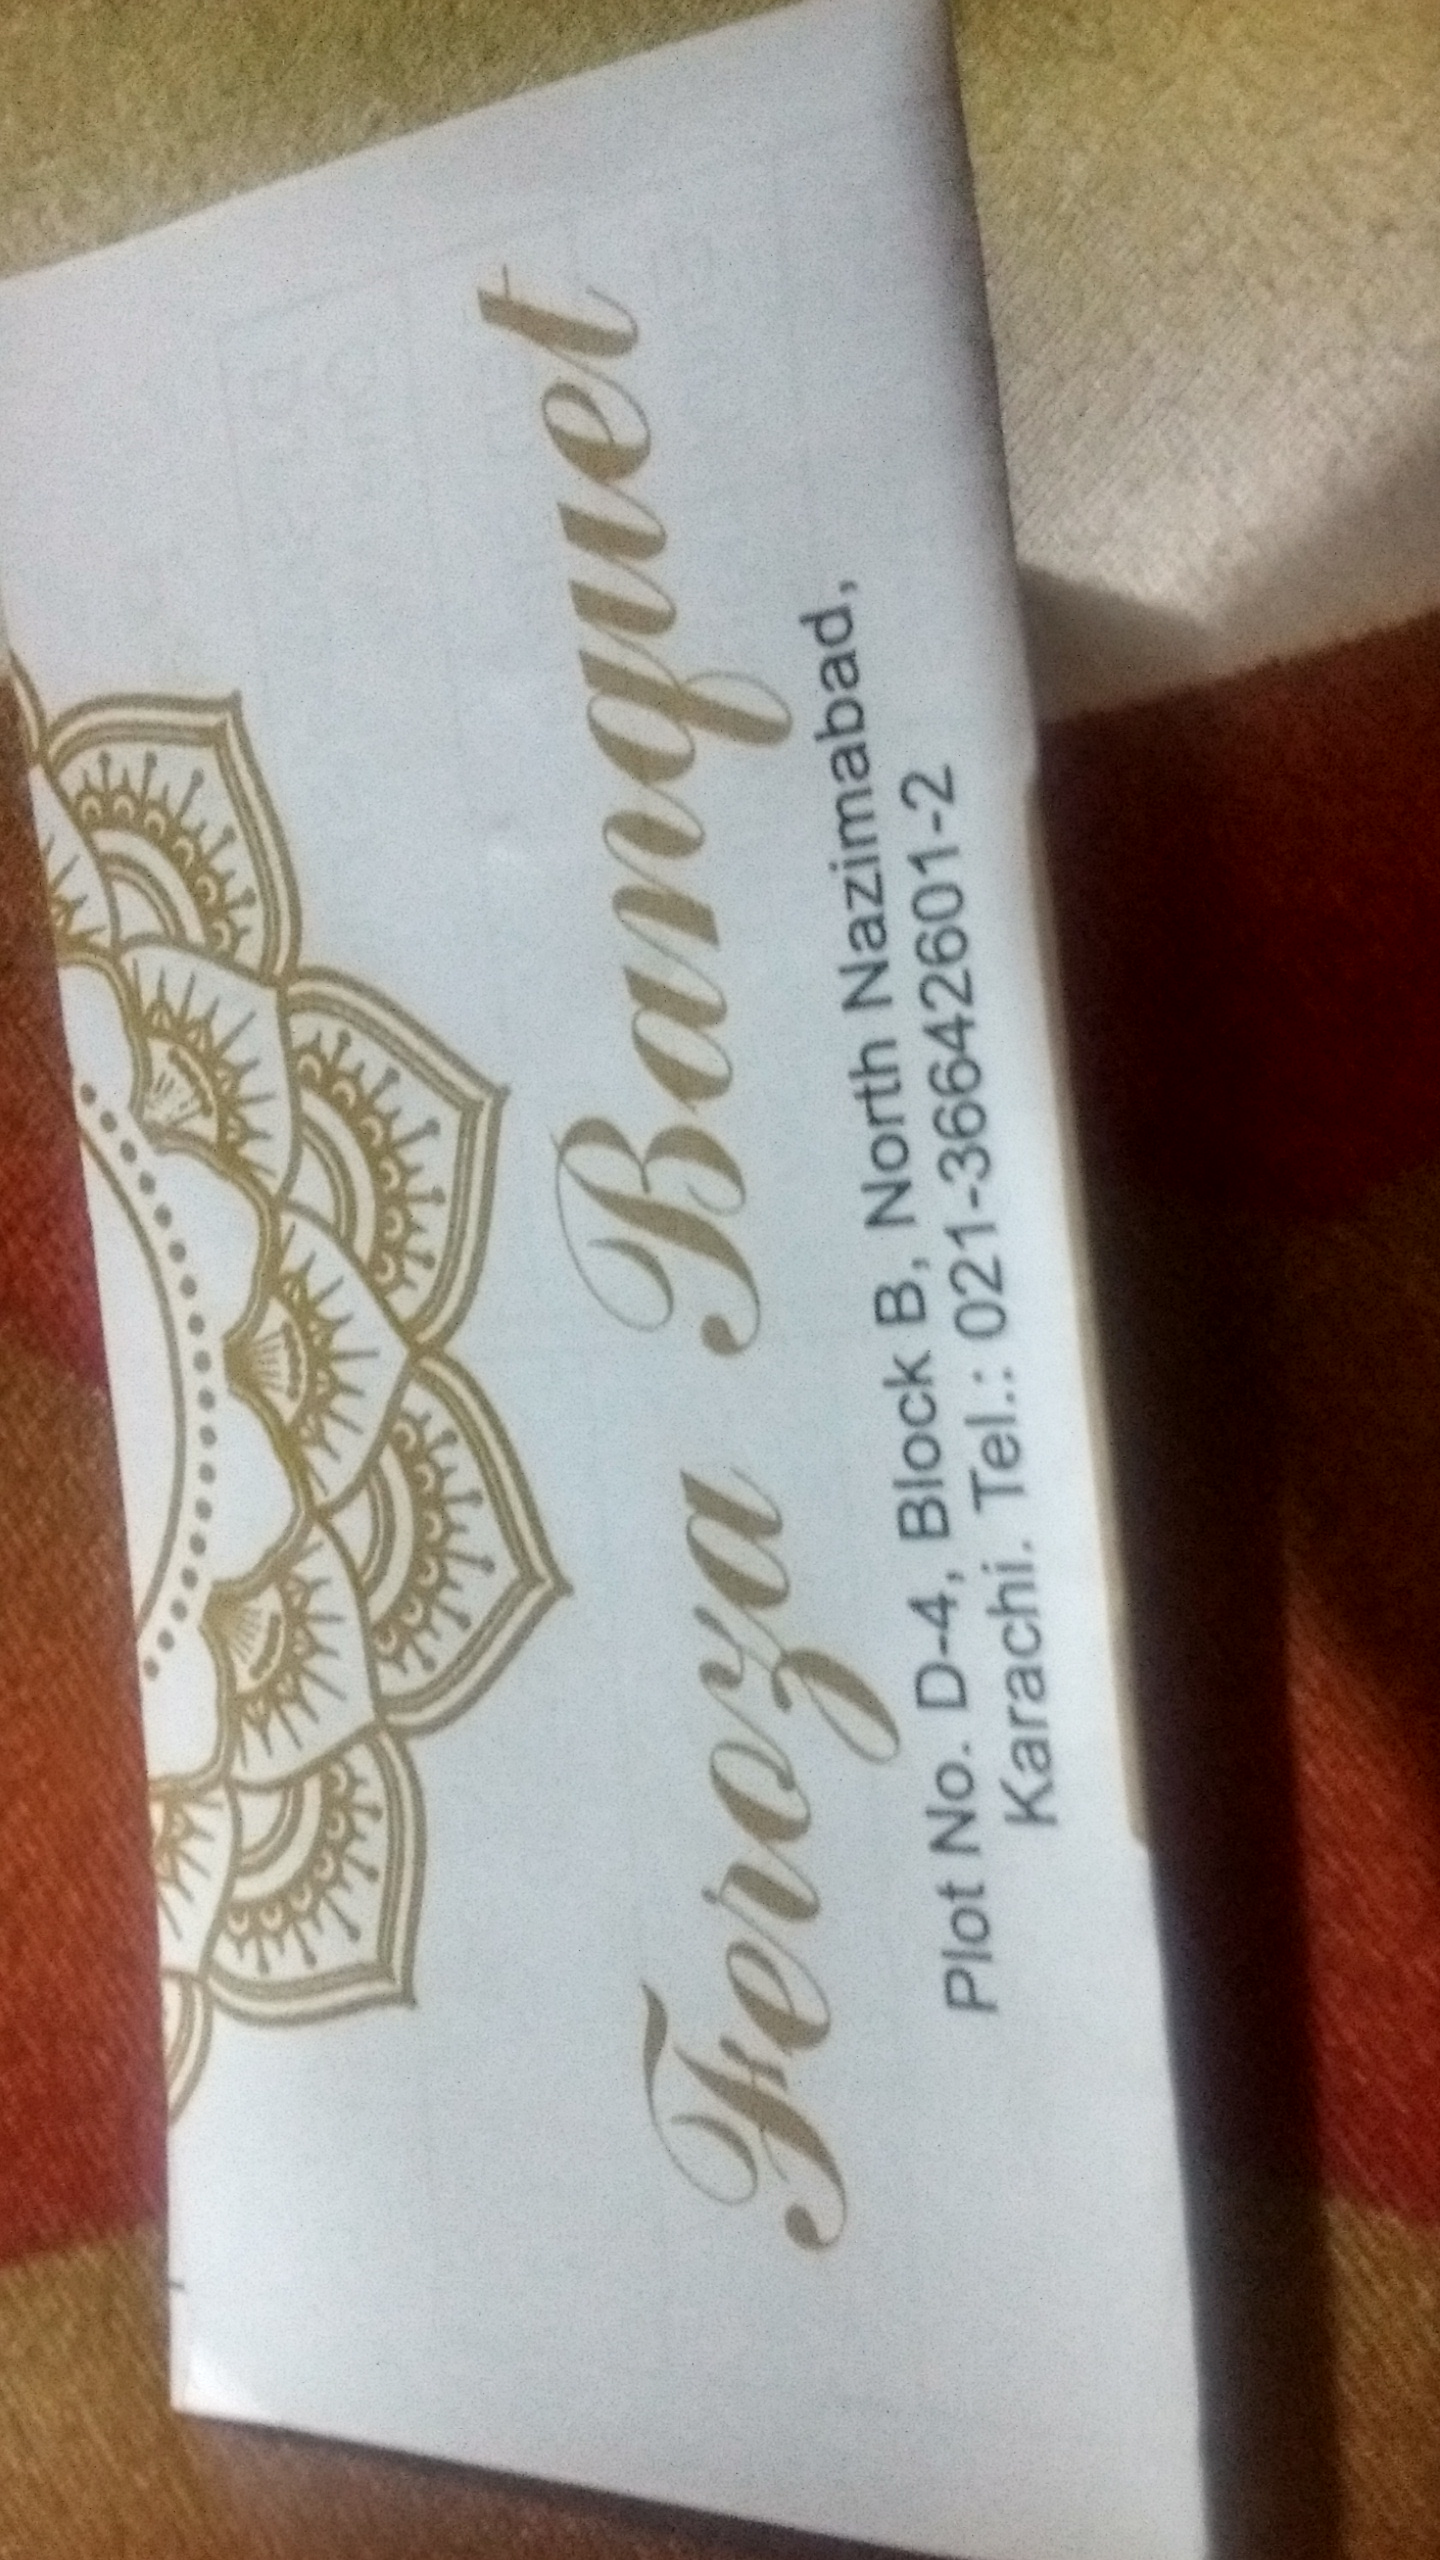 Feroza Banquet
Plot No. D-4, Block B, North Nazimabad,
Karachi. Tel.: 021-36642601-2